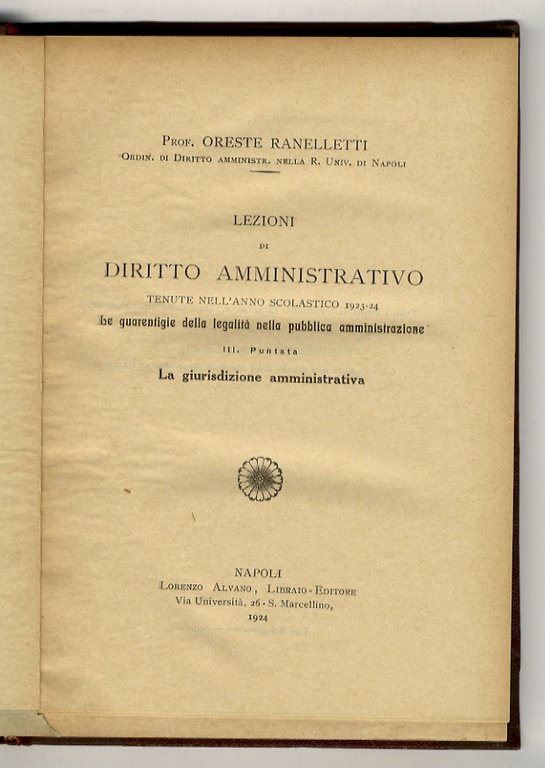 Prof. ORESTE RANELLETTI
Ordin. di Diritto amministr. nella R. Univ. di Napoli
LEZIONI
DI
DIRITTO AMMINISTRATIVO
TENUTE NELL'ANNO SCOLASTICO 1923-24
Le guarentigie della legalità nella pubblica amministrazione
III. Puntata
La giurisdizione amministrativa
NAPOLI
Lorenzo Alvano, Libraio-Editore
Via Università, 26 - S. Marcellino,
1924